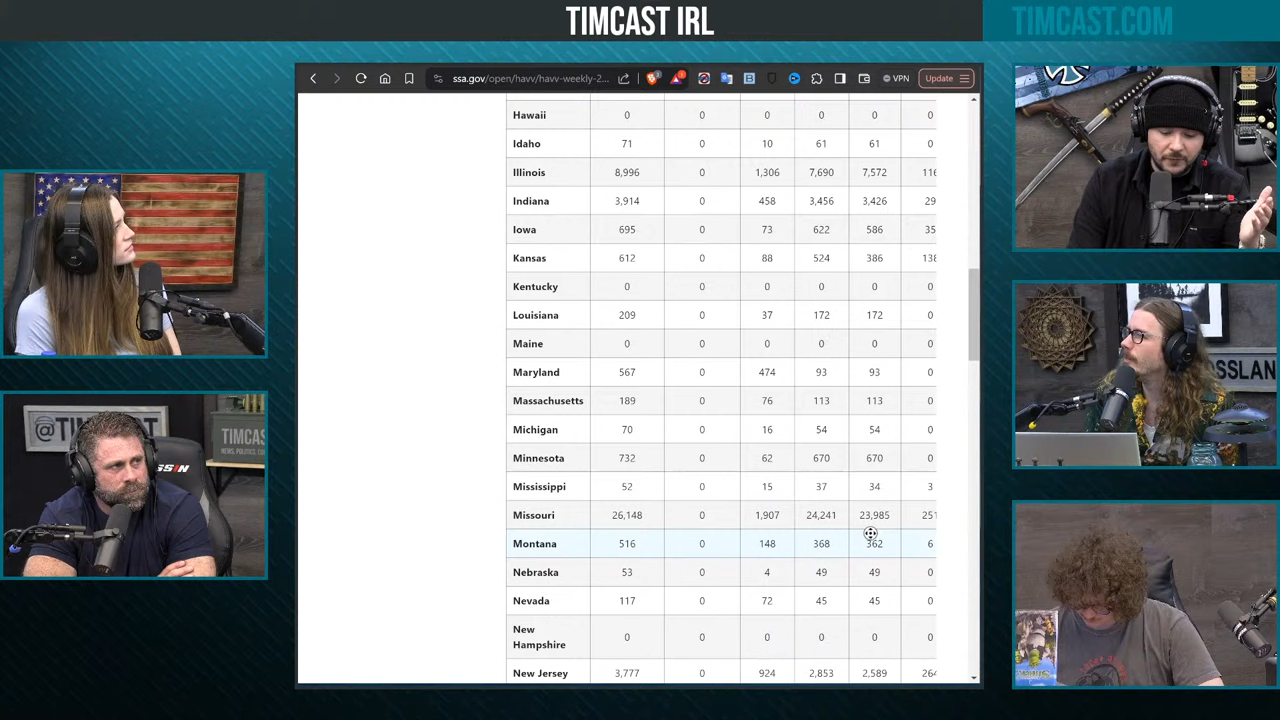 TIMCAST IRL
TIMCAST.COM
ssa.gov/open/havv/havv-weekly-2...
VPN
Update
Hawaii 0 0 0 0 0 0
Idaho 71 0 10 61 61 0
Illinois 8,996 0 1,306 7,690 7,572 116
Indiana 3,914 0 458 3,456 3,426 29
Iowa 695 0 73 622 586 35
Kansas 612 0 88 524 386 138
Kentucky 0 0 0 0 0 0
Louisiana 209 0 37 172 172 0
Maine 0 0 0 0 0 0
Maryland 567 0 474 93 93 0
Massachusetts 189 0 76 113 113 0
Michigan 70 0 16 54 54 0
Minnesota 732 0 62 670 670 0
Mississippi 52 0 15 37 34 3
Missouri 26,148 0 1,907 24,241 23,985 251
Montana 516 0 148 368 362 6
Nebraska 53 0 4 49 49 0
Nevada 117 0 72 45 45 0
New
Hampshire 0 0 0 0 0 0
New Jersey 3,777 0 924 2,853 2,589 264
@TIMCAST
TIMCAST
NEWS, POLITICS,